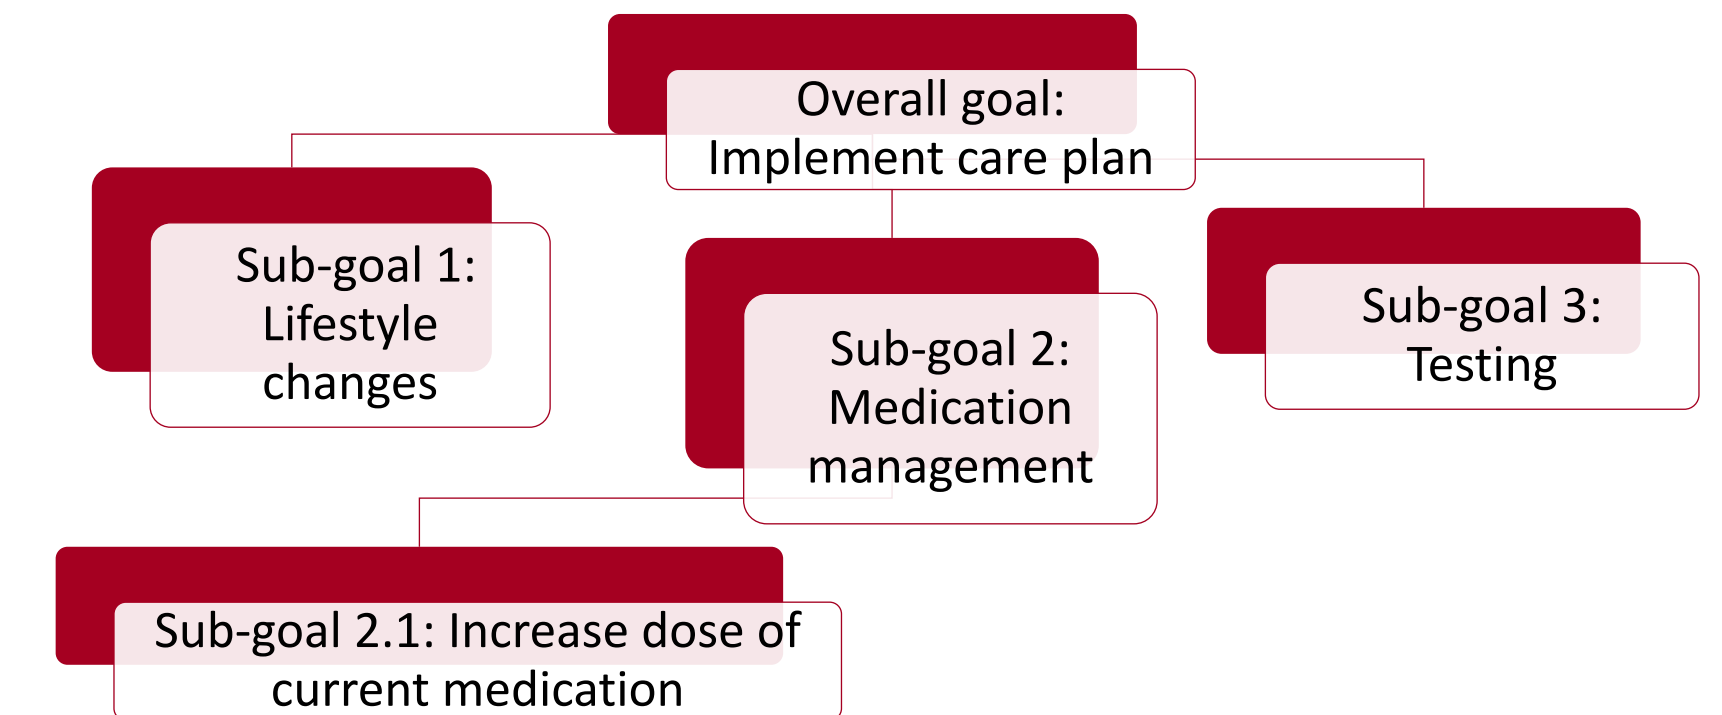 Overall goal:
Implement care plan
Sub-goal 1:
Lifestyle
changes
Sub-goal 2:
Medication
management
Sub-goal 3:
Testing
Sub-goal 2.1: Increase dose of
current medication